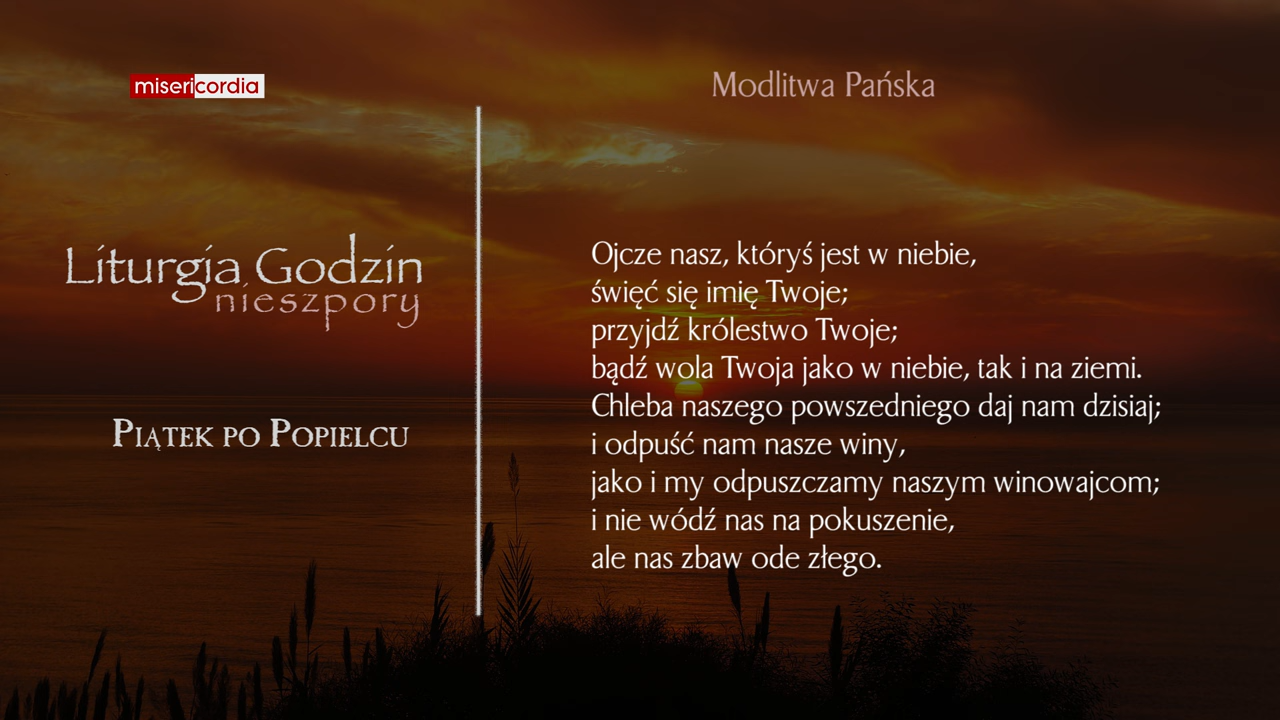 misericordia
Liturgia Godzin
nieszpory
Piątek po Popielcu
Modlitwa Pańska
Ojcze nasz, któryś jest w niebie,
święć się imię Twoje;
przyjdź królestwo Twoje;
bądź wola Twoja jako w niebie, tak i na ziemi.
Chleba naszego powszedniego daj nam dzisiaj;
i odpuść nam nasze winy,
jako i my odpuszczamy naszym winowajcom;
i nie wódź nas na pokuszenie,
ale nas zbaw ode złego.